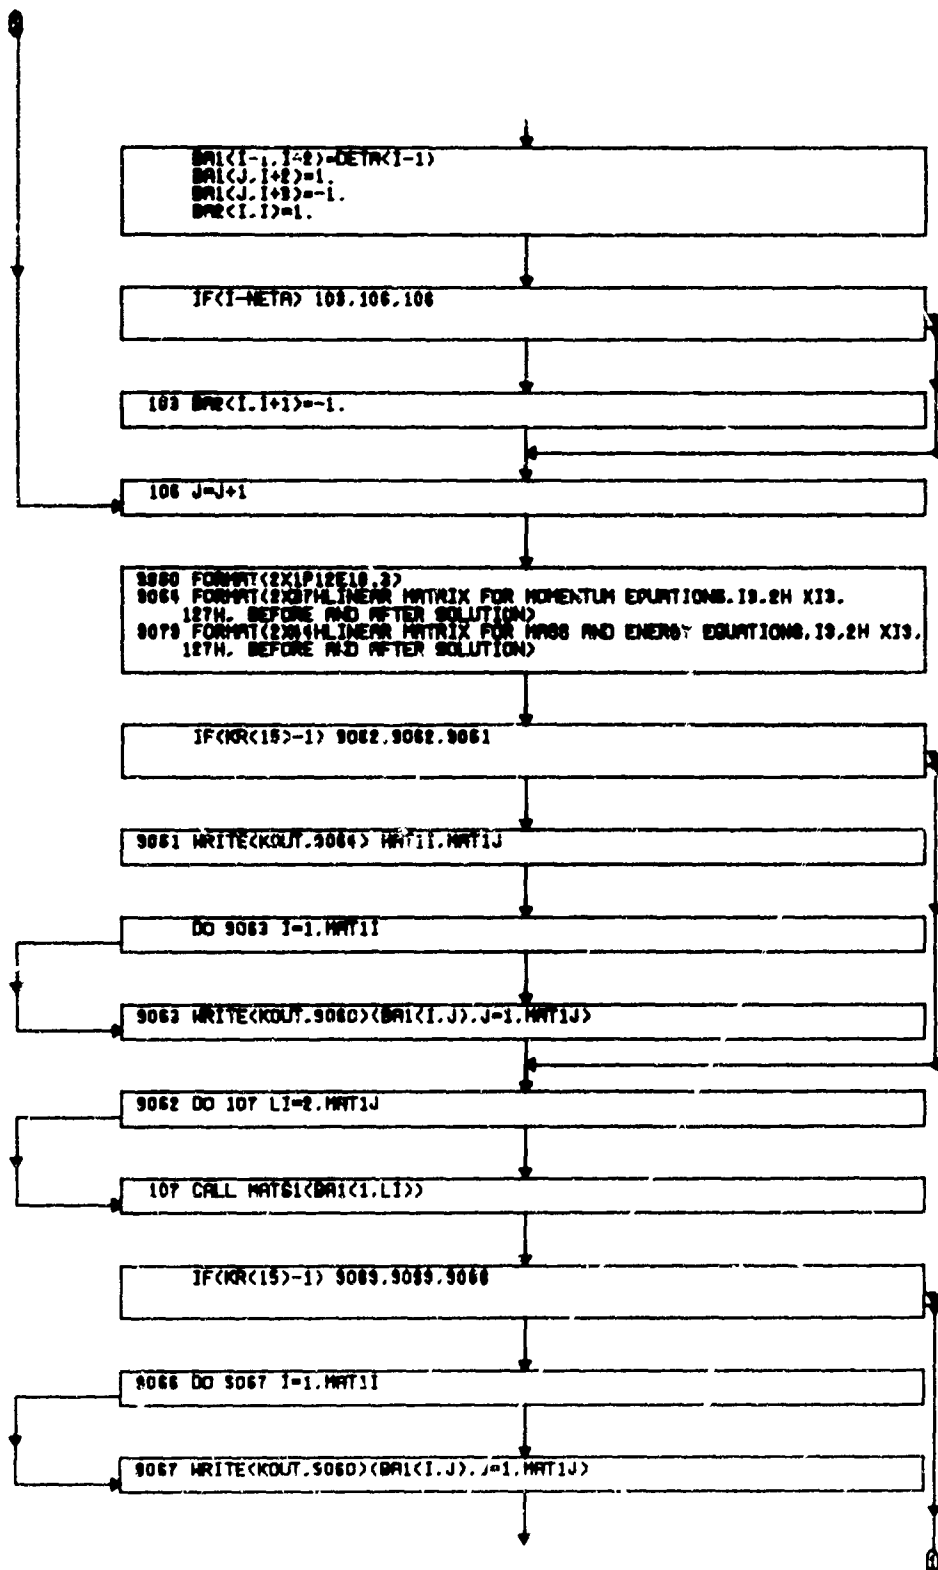 BA1(I-1,I+2)=DETA(I-1)
BA1(J,I+2)=1.
BA1(J,I+3)=-1.
BA2(I,I)=1.
IF(I-NETA) 103,106,106
103 BA2(I,I+1)=-1.
106 J=J+1
9060 FORMAT(2X1P12E10.3)
9064 FORMAT(2X37HLINEAR MATRIX FOR MOMENTUM EQUATIONS,I3,2H XI3,
127H, BEFORE AND AFTER SOLUTION)
9073 FORMAT(2X44HLINEAR MATRIX FOR MASS AND ENERGY EQUATIONS,I3,2H XI3,
127H, BEFORE AND AFTER SOLUTION)
IF(KR(15)-1) 9062,9062,9061
9061 WRITE(KOUT,9064) MAT1I,MAT1J
DO 9063 I=1,MAT1I
9063 WRITE(KOUT,9060)(BA1(I,J),J=1,MAT1J)
9062 DO 107 LI=2,MAT1J
107 CALL MATS1(BA1(1,LI))
IF(KR(15)-1) 9069,9069,9066
9066 DO 9067 I=1,MAT1I
9067 WRITE(KOUT,9060)(BA1(I,J),J=1,MAT1J)